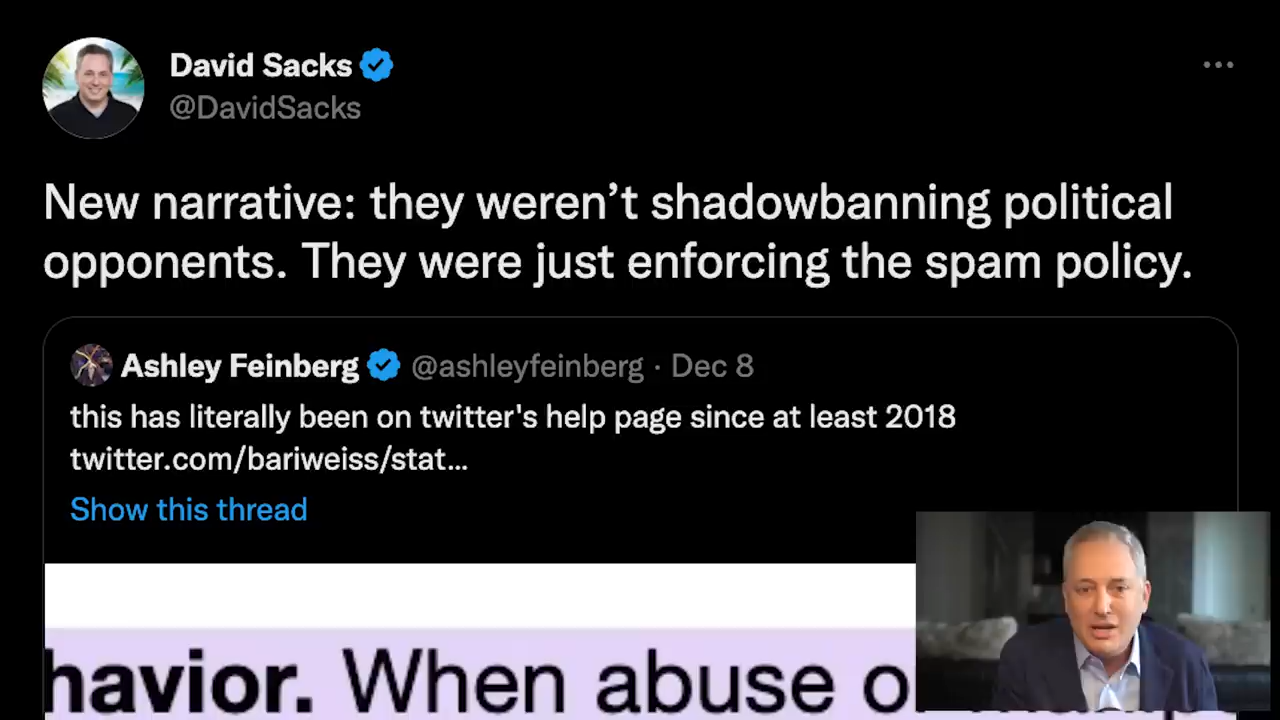 David Sacks
@DavidSacks
New narrative: they weren’t shadowbanning political
opponents. They were just enforcing the spam policy.
Ashley Feinberg @ashleyfeinberg · Dec 8
this has literally been on twitter's help page since at least 2018
twitter.com/bariweiss/stat...
Show this thread
havior. When abuse